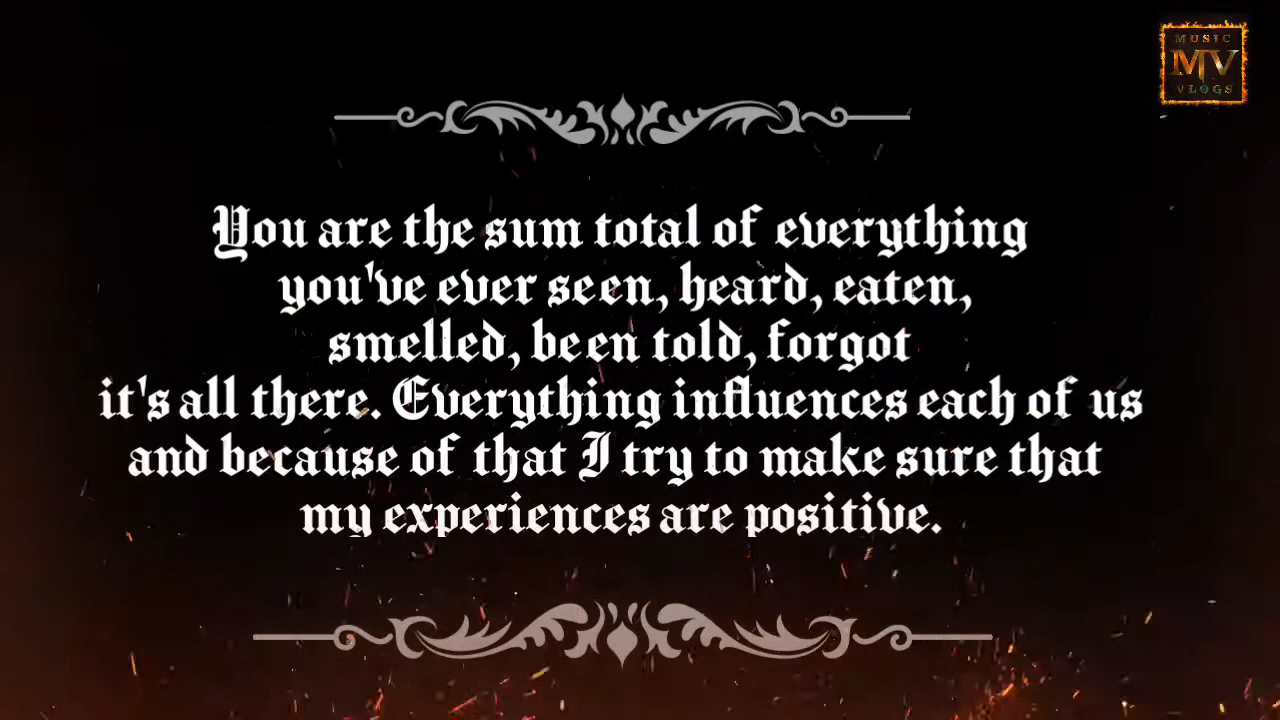 MUSIC
MV
VLOGS
You are the sum total of everything
you've ever seen, heard, eaten,
smelled, been told, forgot
it's all there. Everything influences each of us
and because of that I try to make sure that
my experiences are positive.